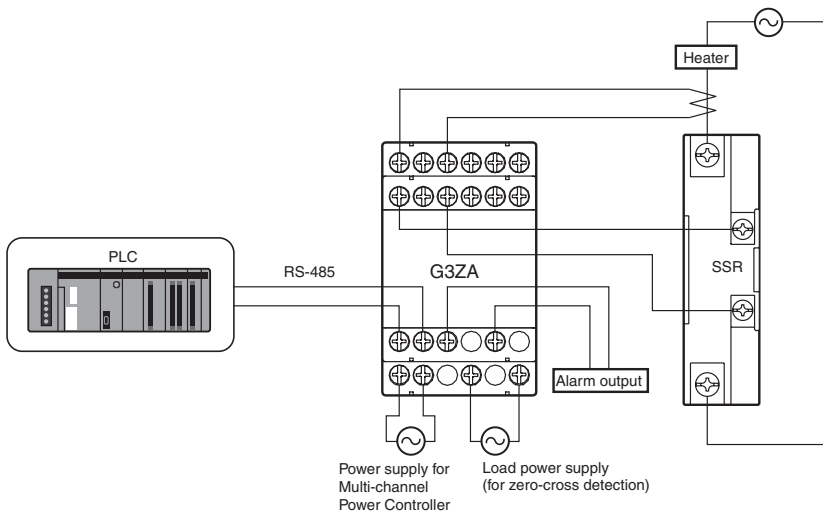 Heater
PLC
RS-485
G3ZA
SSR
Alarm output
Power supply for
Multi-channel
Power Controller
Load power supply
(for zero-cross detection)